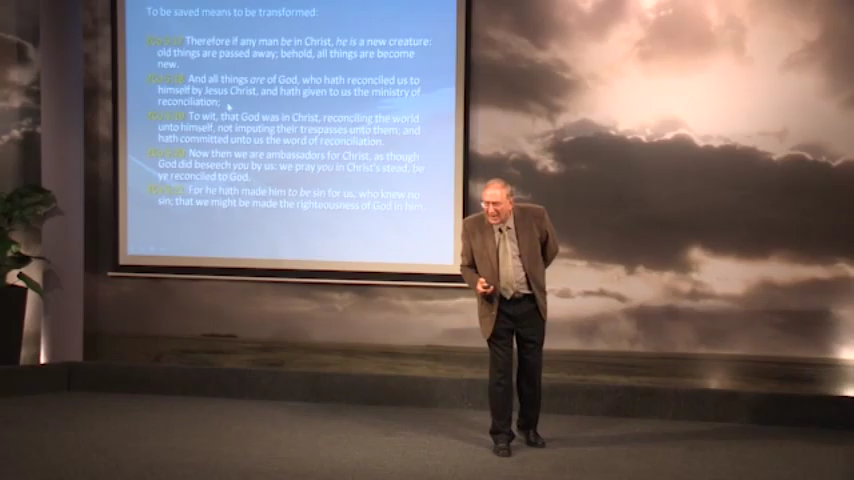 To be saved means to be transformed:
Therefore if any man be in Christ, he is a new creature:
old things are passed away; behold, all things are become
new.
And all things are of God, who hath reconciled us to
himself by Jesus Christ, and hath given to us the ministry of
reconciliation;
To wit, that God was in Christ, reconciling the world
unto himself, not imputing their trespasses unto them; and
hath committed unto us the word of reconciliation.
Now then we are ambassadors for Christ, as though
God did beseech you by us: we pray you in Christ's stead, be
ye reconciled to God.
For he hath made him to be sin for us, who knew no
sin; that we might be made the righteousness of God in him.